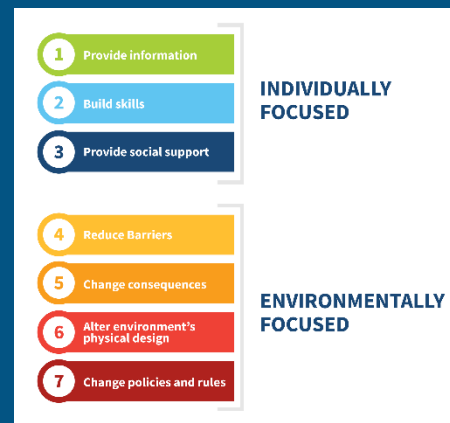 1 Provide information
2 Build skills
3 Provide social support
INDIVIDUALLY
FOCUSED
4 Reduce Barriers
5 Change consequences
6 Alter environment's
physical design
7 Change policies and rules
ENVIRONMENTALLY
FOCUSED